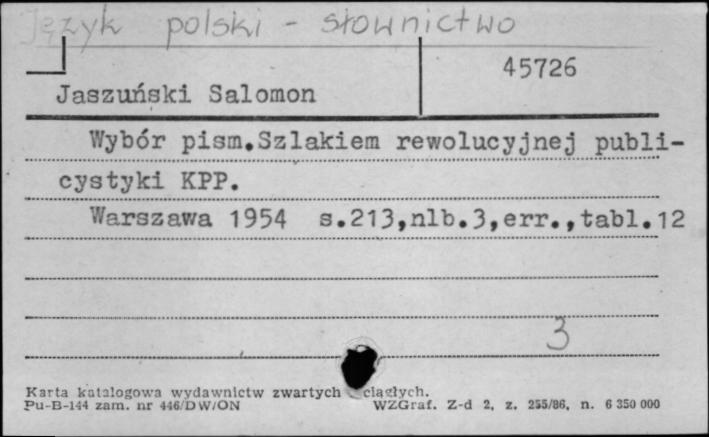 Język polski - słownictwo
45726
Jaszuński Salomon
Wybór pism.Szlakiem rewolucyjnej publi-
cystyki KPP.
Warszawa 1954 s.213,nlb.3,err.,tabl.12
3
Karta katalogowa wydawnictw zwartych ciągłych.
Pu-B-144 zam. nr 446/DW/ON WZGraf. Z-d 2, z. 255/86, n. 6 350 000